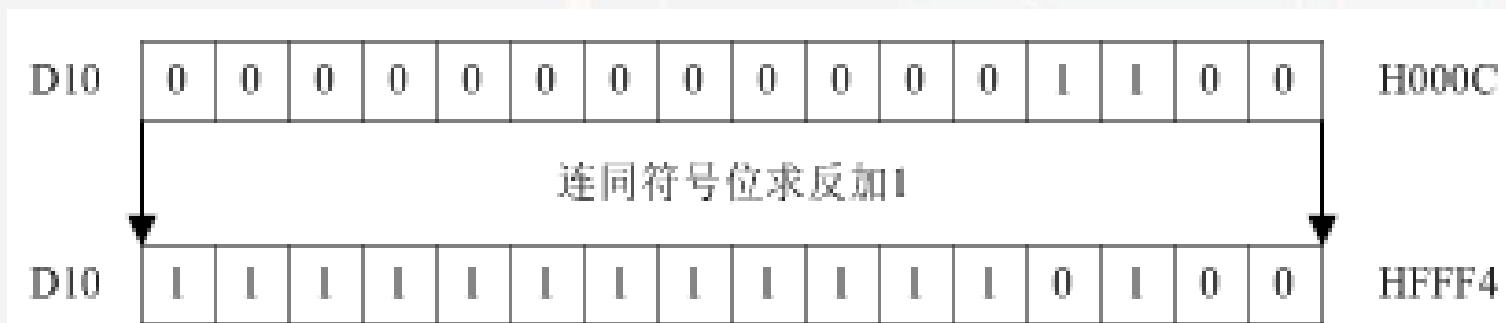 D10 0 0 0 0 0 0 0 0 0 0 0 0 1 1 0 0 H000C
连同符号位求反加1
D10 1 1 1 1 1 1 1 1 1 1 1 1 0 1 0 0 HFFF4